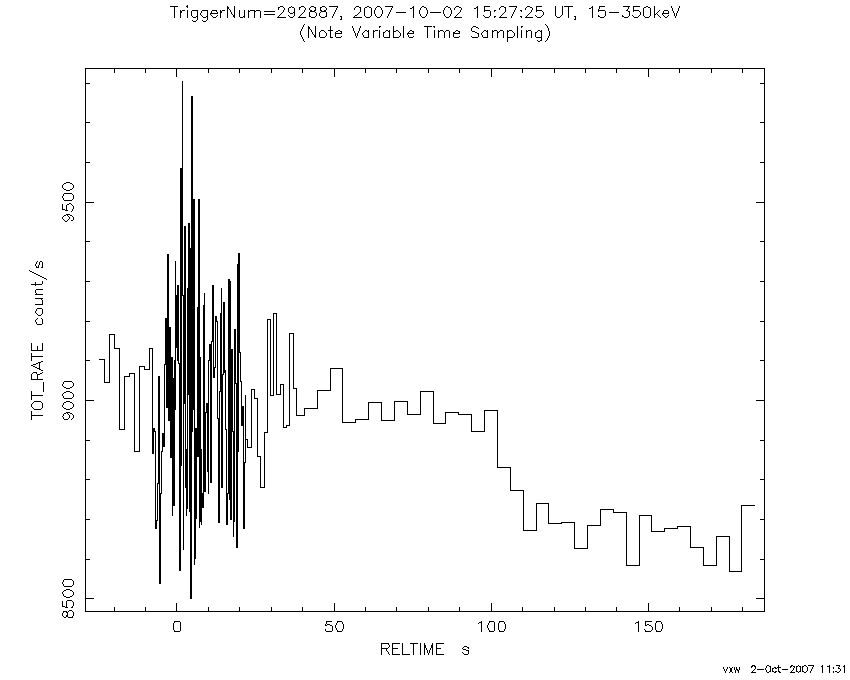 TriggerNum=292887, 2007-10-02 15:27:25 UT, 15-350keV
(Note Variable Time Sampling)
9500
9000
8500
TOT_RATE count/s
0 50 100 150
RELTIME s
vxw 2-Oct-2007 11:31